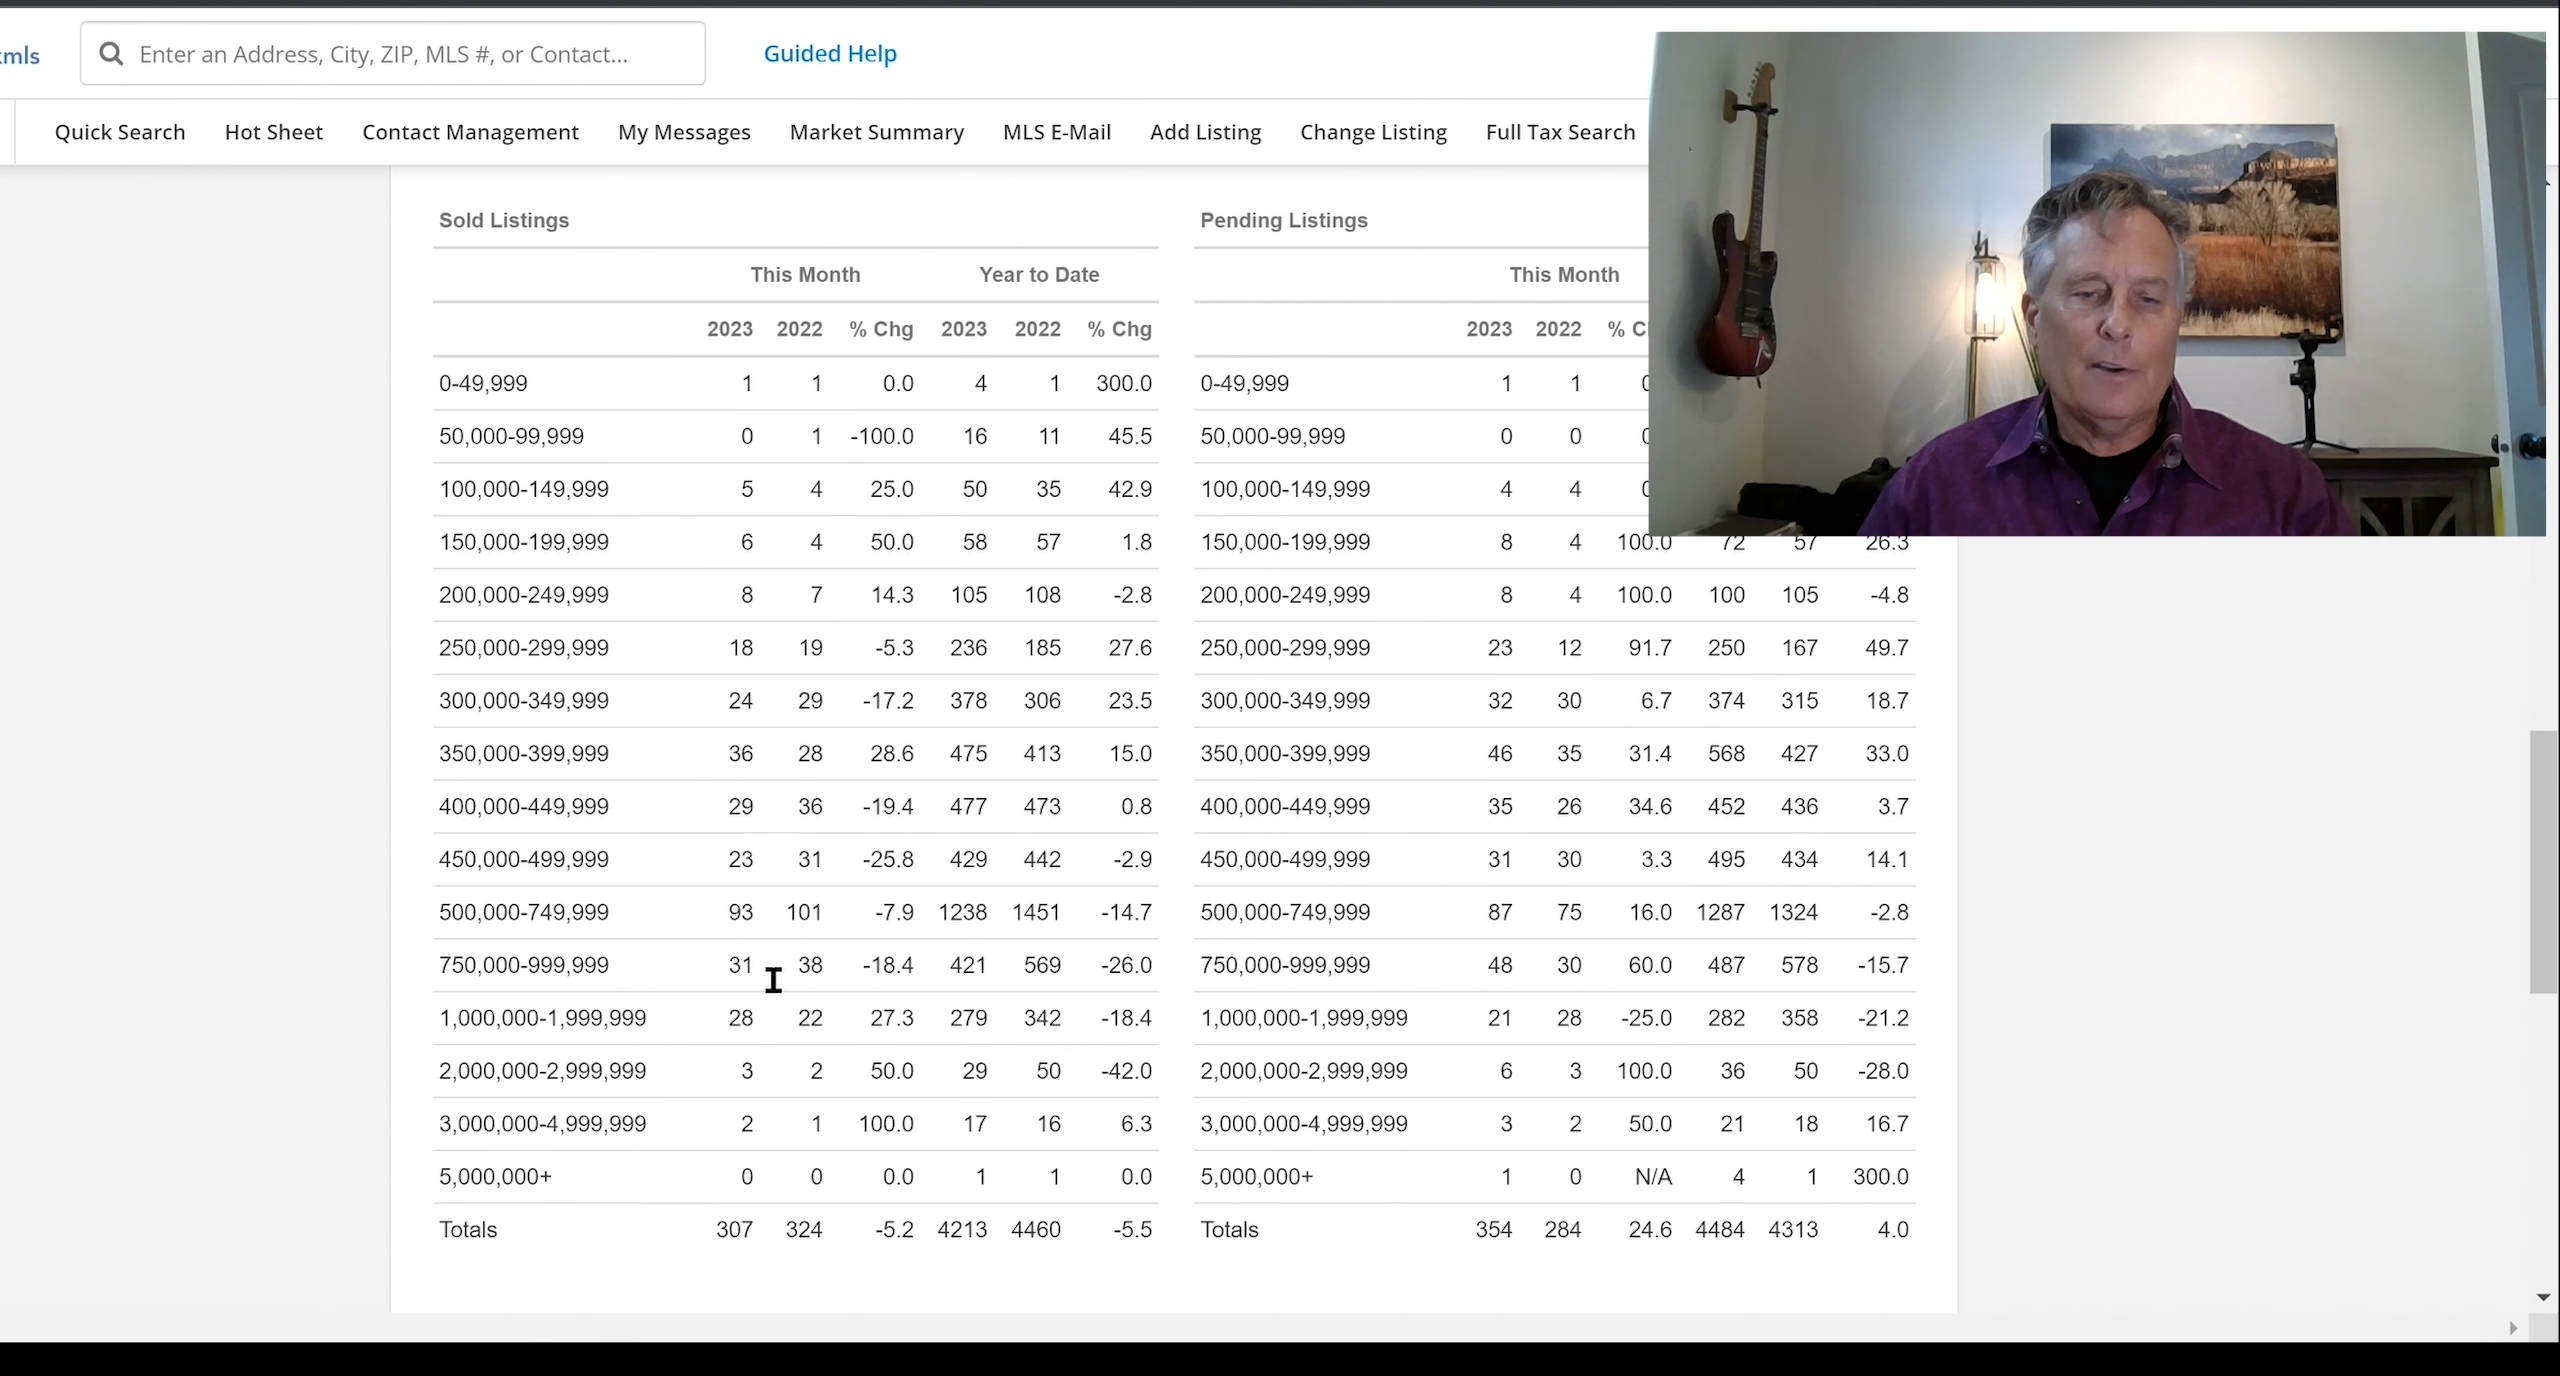 mls
Enter an Address, City, ZIP, MLS #, or Contact...
Guided Help
Quick Search Hot Sheet Contact Management My Messages Market Summary MLS E-Mail Add Listing Change Listing Full Tax Search
Sold Listings
This Month Year to Date
2023 2022 % Chg 2023 2022 % Chg
0-49,999 1 1 0.0 4 1 300.0
50,000-99,999 0 1 -100.0 16 11 45.5
100,000-149,999 5 4 25.0 50 35 42.9
150,000-199,999 6 4 50.0 58 57 1.8
200,000-249,999 8 7 14.3 105 108 -2.8
250,000-299,999 18 19 -5.3 236 185 27.6
300,000-349,999 24 29 -17.2 378 306 23.5
350,000-399,999 36 28 28.6 475 413 15.0
400,000-449,999 29 36 -19.4 477 473 0.8
450,000-499,999 23 31 -25.8 429 442 -2.9
500,000-749,999 93 101 -7.9 1238 1451 -14.7
750,000-999,999 31 38 -18.4 421 569 -26.0
1,000,000-1,999,999 28 22 27.3 279 342 -18.4
2,000,000-2,999,999 3 2 50.0 29 50 -42.0
3,000,000-4,999,999 2 1 100.0 17 16 6.3
5,000,000+ 0 0 0.0 1 1 0.0
Totals 307 324 -5.2 4213 4460 -5.5
Pending Listings
This Month
2023 2022 % C
0-49,999 1 1
50,000-99,999 0 0
100,000-149,999 4 4
150,000-199,999 8 4 100.0 72 57 26.3
200,000-249,999 8 4 100.0 100 105 -4.8
250,000-299,999 23 12 91.7 250 167 49.7
300,000-349,999 32 30 6.7 374 315 18.7
350,000-399,999 46 35 31.4 568 427 33.0
400,000-449,999 35 26 34.6 452 436 3.7
450,000-499,999 31 30 3.3 495 434 14.1
500,000-749,999 87 75 16.0 1287 1324 -2.8
750,000-999,999 48 30 60.0 487 578 -15.7
1,000,000-1,999,999 21 28 -25.0 282 358 -21.2
2,000,000-2,999,999 6 3 100.0 36 50 -28.0
3,000,000-4,999,999 3 2 50.0 21 18 16.7
5,000,000+ 1 0 N/A 4 1 300.0
Totals 354 284 24.6 4484 4313 4.0